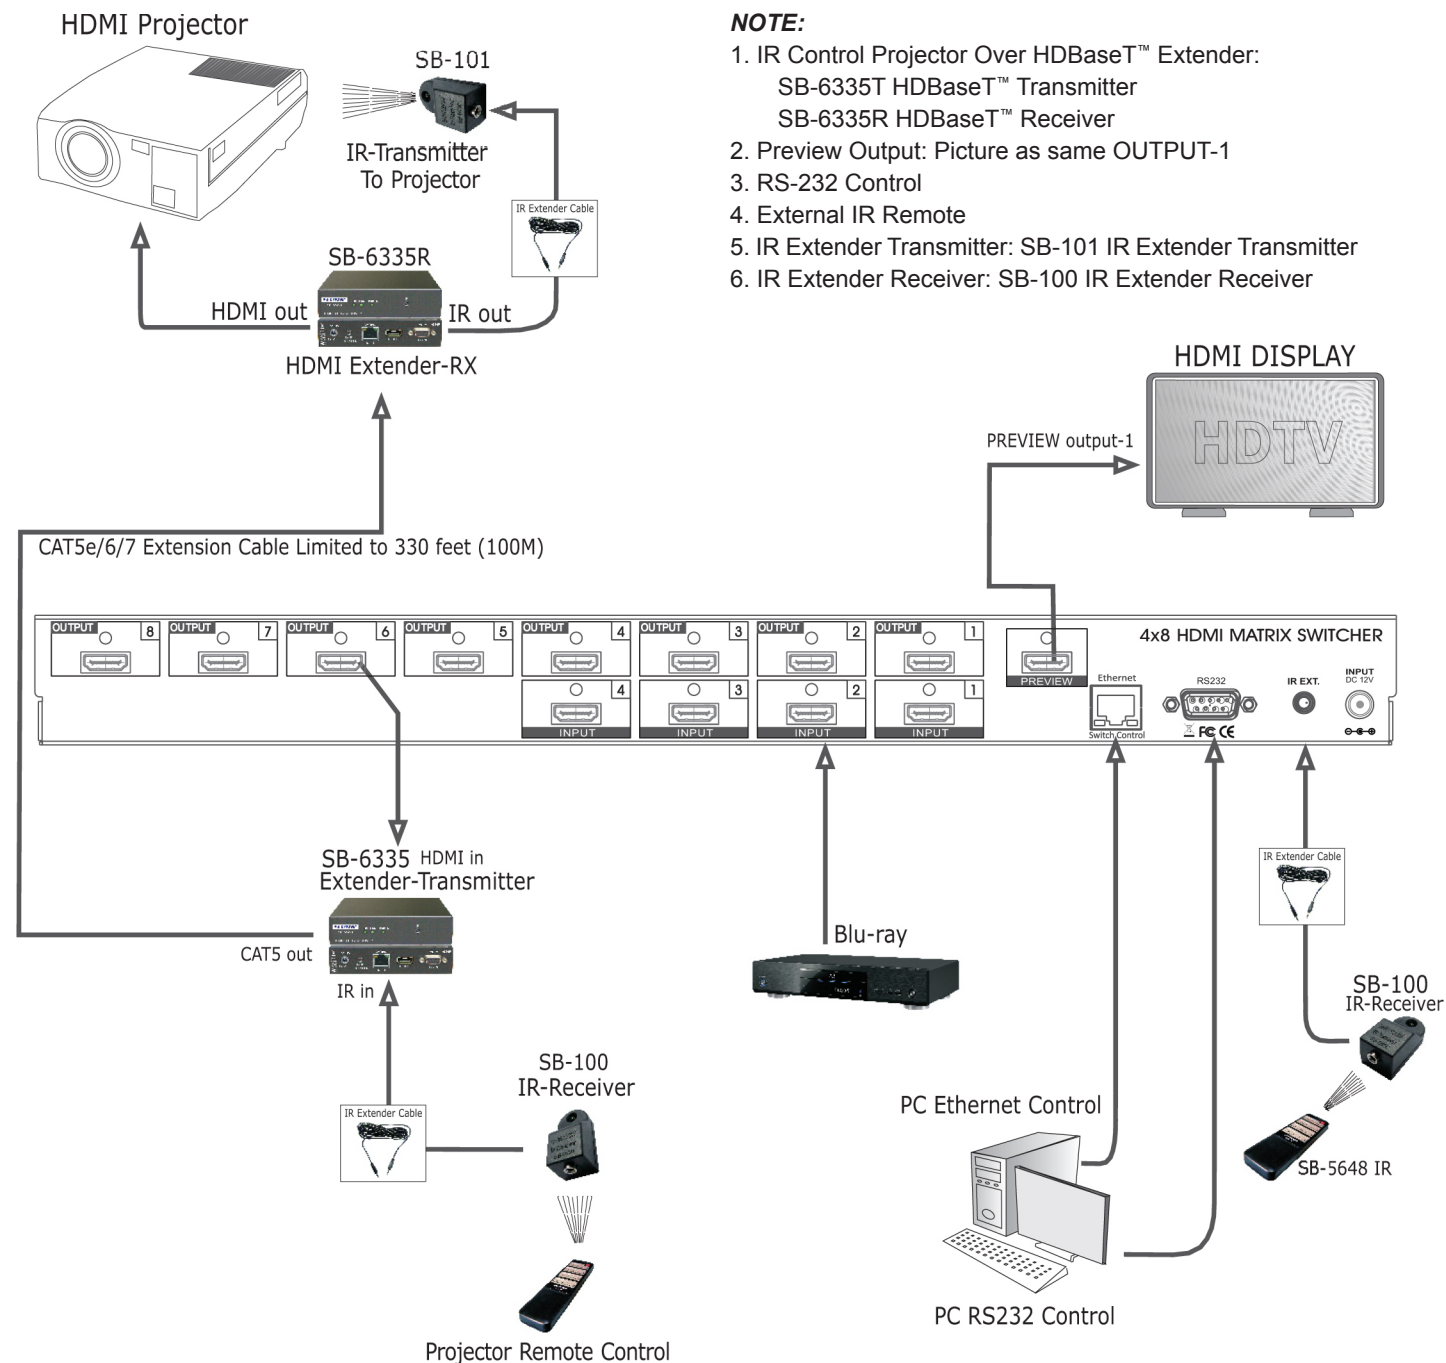 HDMI Projector
SB-101
IR-Transmitter
To Projector
IR Extender Cable
SB-6335R
HDMI out
IR out
HDMI Extender-RX
NOTE:
1. IR Control Projector Over HDBaseT™ Extender:
SB-6335T HDBaseT™ Transmitter
SB-6335R HDBaseT™ Receiver
2. Preview Output: Picture as same OUTPUT-1
3. RS-232 Control
4. External IR Remote
5. IR Extender Transmitter: SB-101 IR Extender Transmitter
6. IR Extender Receiver: SB-100 IR Extender Receiver
HDMI DISPLAY
HDTV
PREVIEW output-1
CAT5e/6/7 Extension Cable Limited to 330 feet (100M)
OUTPUT 8
OUTPUT 7
OUTPUT 6
OUTPUT 5
OUTPUT 4
OUTPUT 3
OUTPUT 2
OUTPUT 1
4 INPUT
3 INPUT
2 INPUT
1 INPUT
PREVIEW
4x8 HDMI MATRIX SWITCHER
Ethernet
Switch Control
RS232
FC CE
IR EXT.
INPUT
DC 12V
SB-6335 HDMI in
Extender-Transmitter
CAT5 out
IR in
IR Extender Cable
SB-100
IR-Receiver
Projector Remote Control
Blu-ray
PC Ethernet Control
PC RS232 Control
IR Extender Cable
SB-100
IR-Receiver
SB-5648 IR